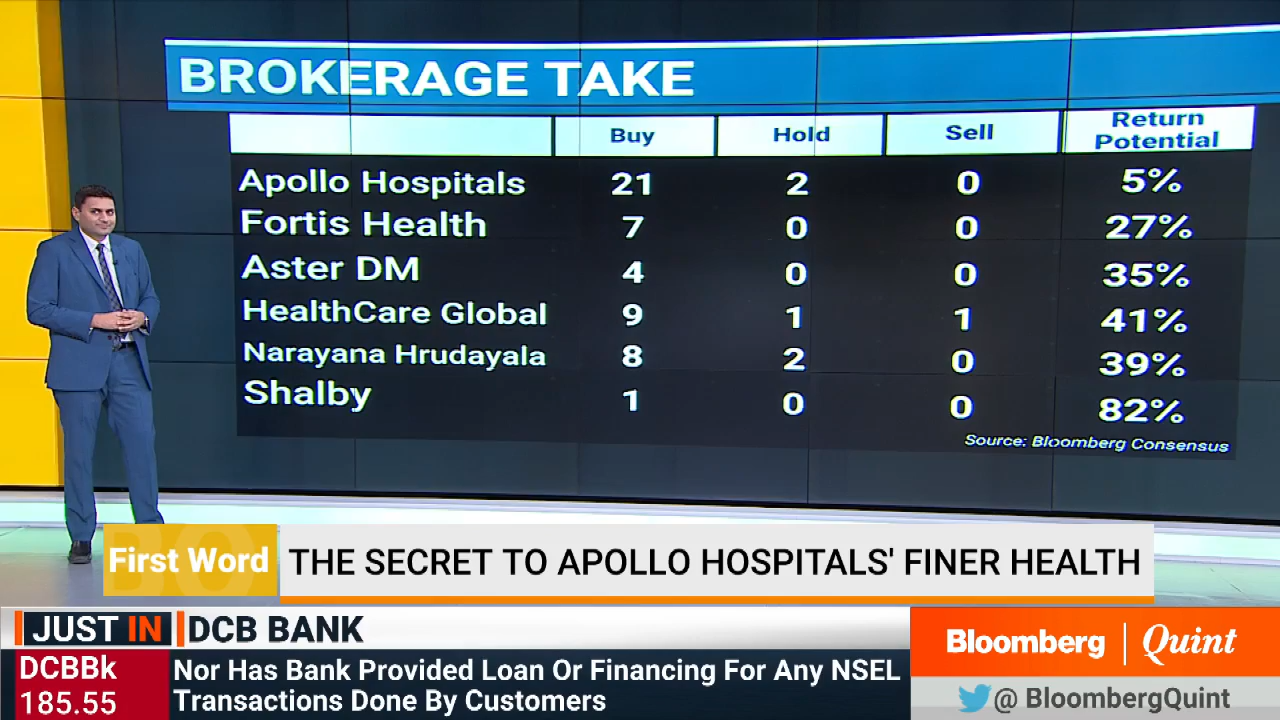 BROKERAGE TAKE
Buy Hold Sell Return Potential
Apollo Hospitals 21 2 0 5%
Fortis Health 7 0 0 27%
Aster DM 4 0 0 35%
HealthCare Global 9 1 1 41%
Narayana Hrudayala 8 2 0 39%
Shalby 1 0 0 82%
Source: Bloomberg Consensus
First Word THE SECRET TO APOLLO HOSPITALS' FINER HEALTH
JUST IN DCB BANK
DCBBk
185.55
Nor Has Bank Provided Loan Or Financing For Any NSEL
Transactions Done By Customers
Bloomberg | Quint
@ BloombergQuint